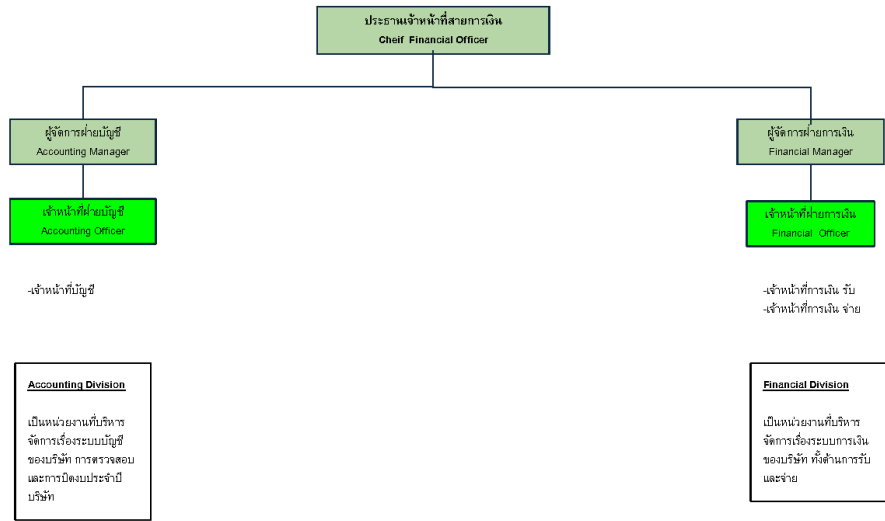 ประธานเจ้าหน้าที่สายการเงิน
Cheif Financial Officer
ผู้จัดการฝ่ายบัญชี
Accounting Manager
ผู้จัดการฝ่ายการเงิน
Financial Manager
เจ้าหน้าที่ฝ่ายบัญชี
Accounting Officer
เจ้าหน้าที่ฝ่ายการเงิน
Financial Officer
-เจ้าหน้าที่บัญชี
-เจ้าหน้าที่การเงิน รับ
-เจ้าหน้าที่การเงิน จ่าย
Accounting Division
เป็นหน่วยงานที่บริหาร
จัดการเรื่องระบบบัญชี
ของบริษัท การตรวจสอบ
และการปิดงบประจำปี
บริษัท
Financial Division
เป็นหน่วยงานที่บริหาร
จัดการเรื่องระบบการเงิน
ของบริษัท ทั้งด้านการรับ
และจ่าย